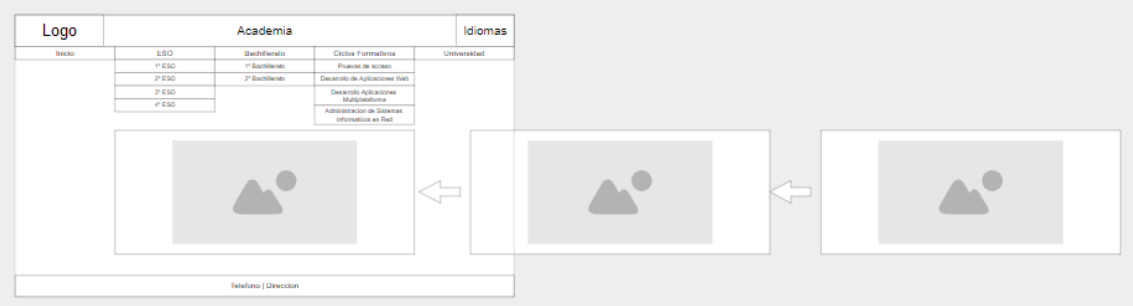 Logo
Academia
Idiomas
Inicio
ESO
Bachillerato
Ciclos Formativos
Universidad
1º ESO
1º Bachillerato
Pruevas de acceso
2º ESO
2º Bachillerato
Desarrollo de Aplicaciones Web
3º ESO
Desarrollo Aplicaciones
Multiplataforma
4º ESO
Administracion de Sistemas
Informaticos en Red
Telefono | Direccion